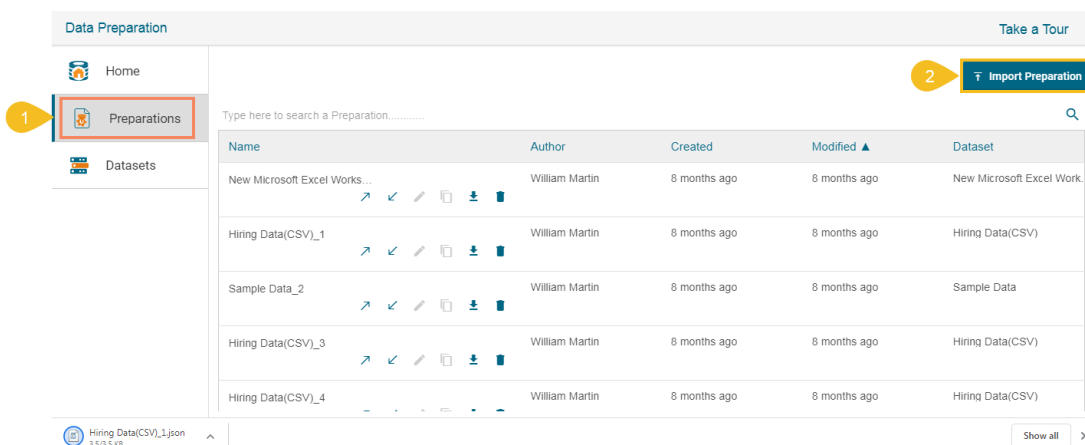 Data Preparation Take a Tour
Home
2 Import Preparation
1 Preparations
Type here to search a Preparation............
Datasets
Name Author Created Modified ▲ Dataset
New Microsoft Excel Works... William Martin 8 months ago 8 months ago New Microsoft Excel Work..
Hiring Data(CSV)_1 William Martin 8 months ago 8 months ago Hiring Data(CSV)
Sample Data_2 William Martin 8 months ago 8 months ago Sample Data
Hiring Data(CSV)_3 William Martin 8 months ago 8 months ago Hiring Data(CSV)
Hiring Data(CSV)_4 William Martin 8 months ago 8 months ago Hiring Data(CSV)
Hiring Data(CSV)_1.json Show all
3.5/3.5 KB